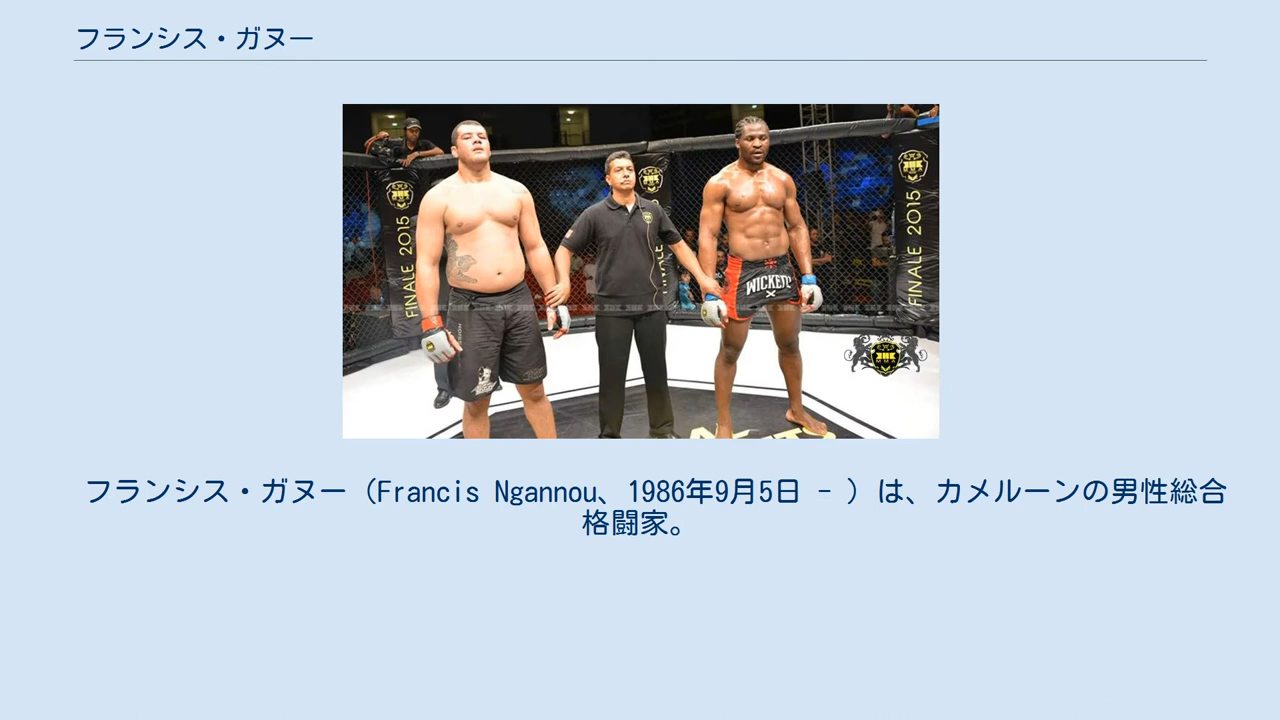 フランシス・ガヌー
FINALE 2015
WICKED
FINALE 2015
MMA
フランシス・ガヌー（Francis Ngannou、1986年9月5日 - ）は、カメルーンの男性総合
格闘家。